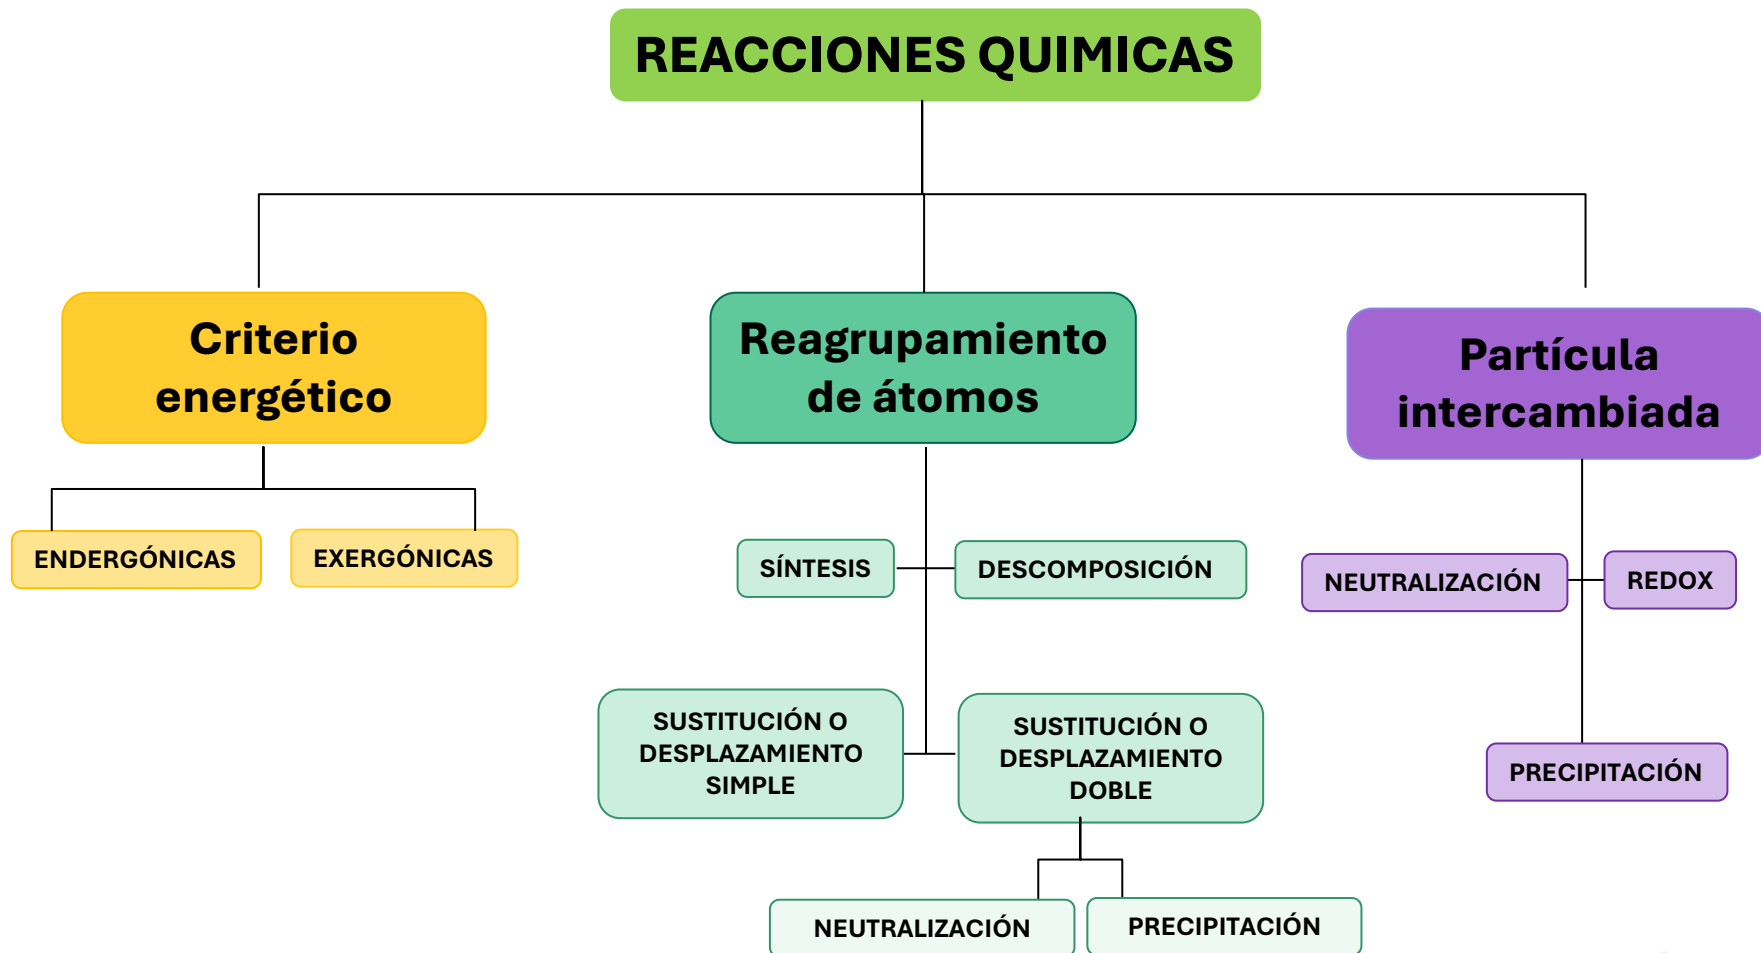 REACCIONES QUIMICAS
Criterio
energético
Reagrupamiento
de átomos
Partícula
intercambiada
ENDERGÓNICAS
EXERGÓNICAS
SÍNTESIS
DESCOMPOSICIÓN
NEUTRALIZACIÓN
REDOX
SUSTITUCIÓN O
DESPLAZAMIENTO
SIMPLE
SUSTITUCIÓN O
DESPLAZAMIENTO
DOBLE
PRECIPITACIÓN
NEUTRALIZACIÓN
PRECIPITACIÓN